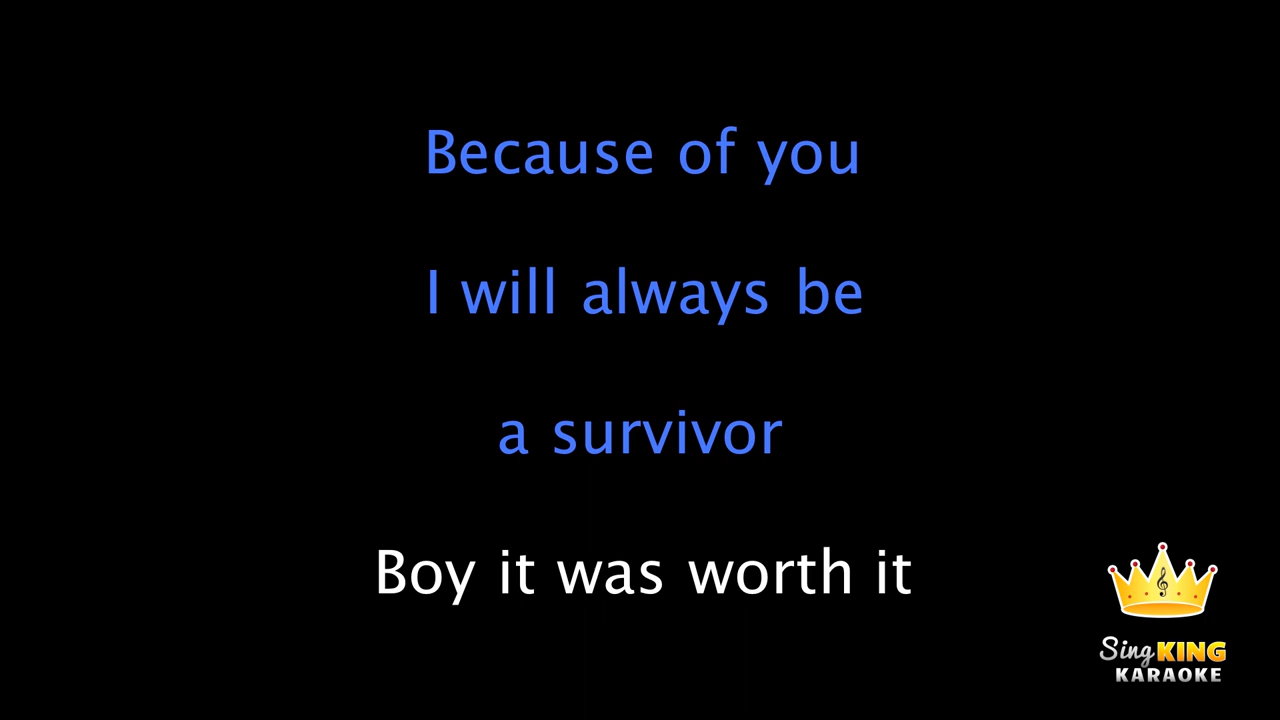 Because of you
I will always be
a survivor
Boy it was worth it
Sing KING
KARAOKE